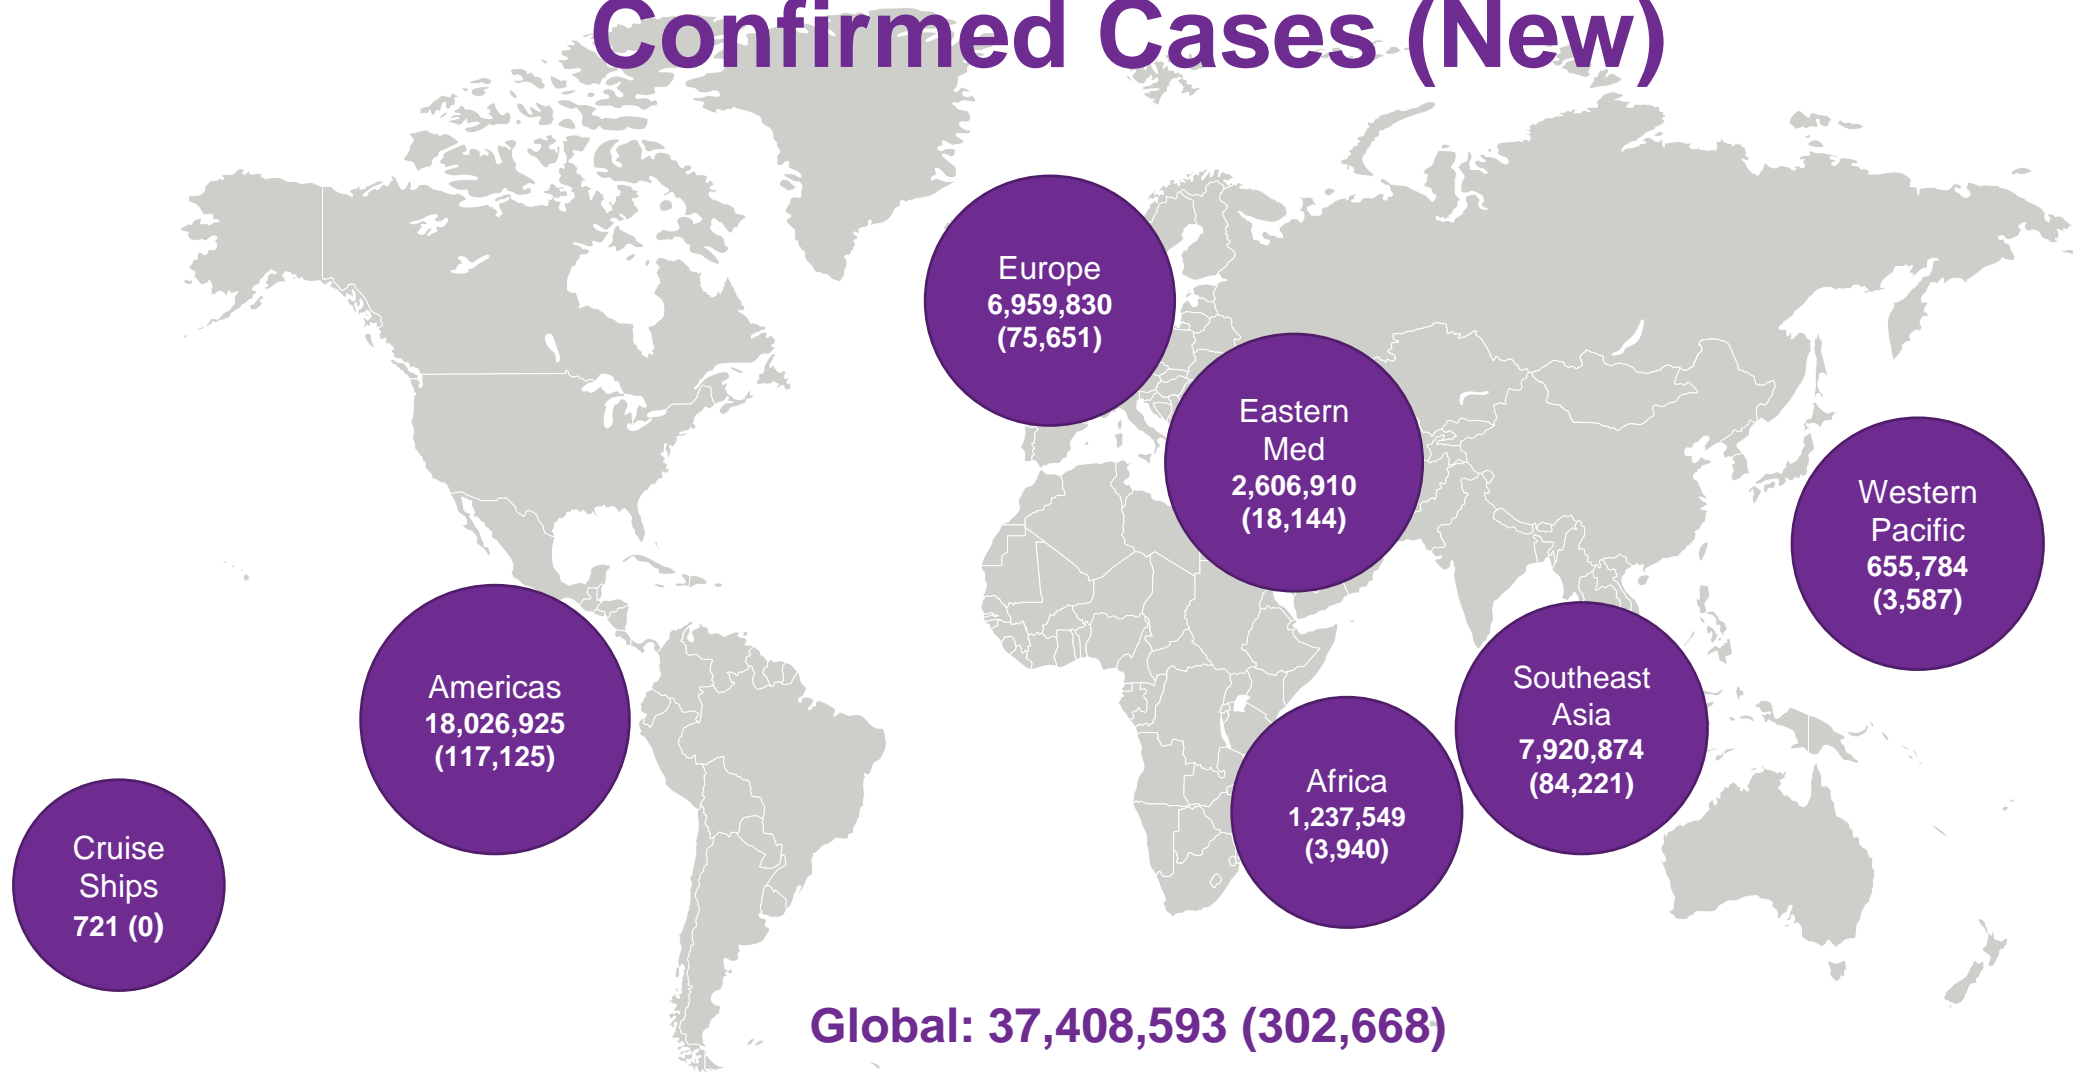 Confirmed Cases (New)
Europe
6,959,830
(75,651)
Eastern
Med
2,606,910
(18,144)
Western
Pacific
655,784
(3,587)
Americas
18,026,925
(117,125)
Southeast
Asia
7,920,874
(84,221)
Africa
1,237,549
(3,940)
Cruise
Ships
721 (0)
Global: 37,408,593 (302,668)